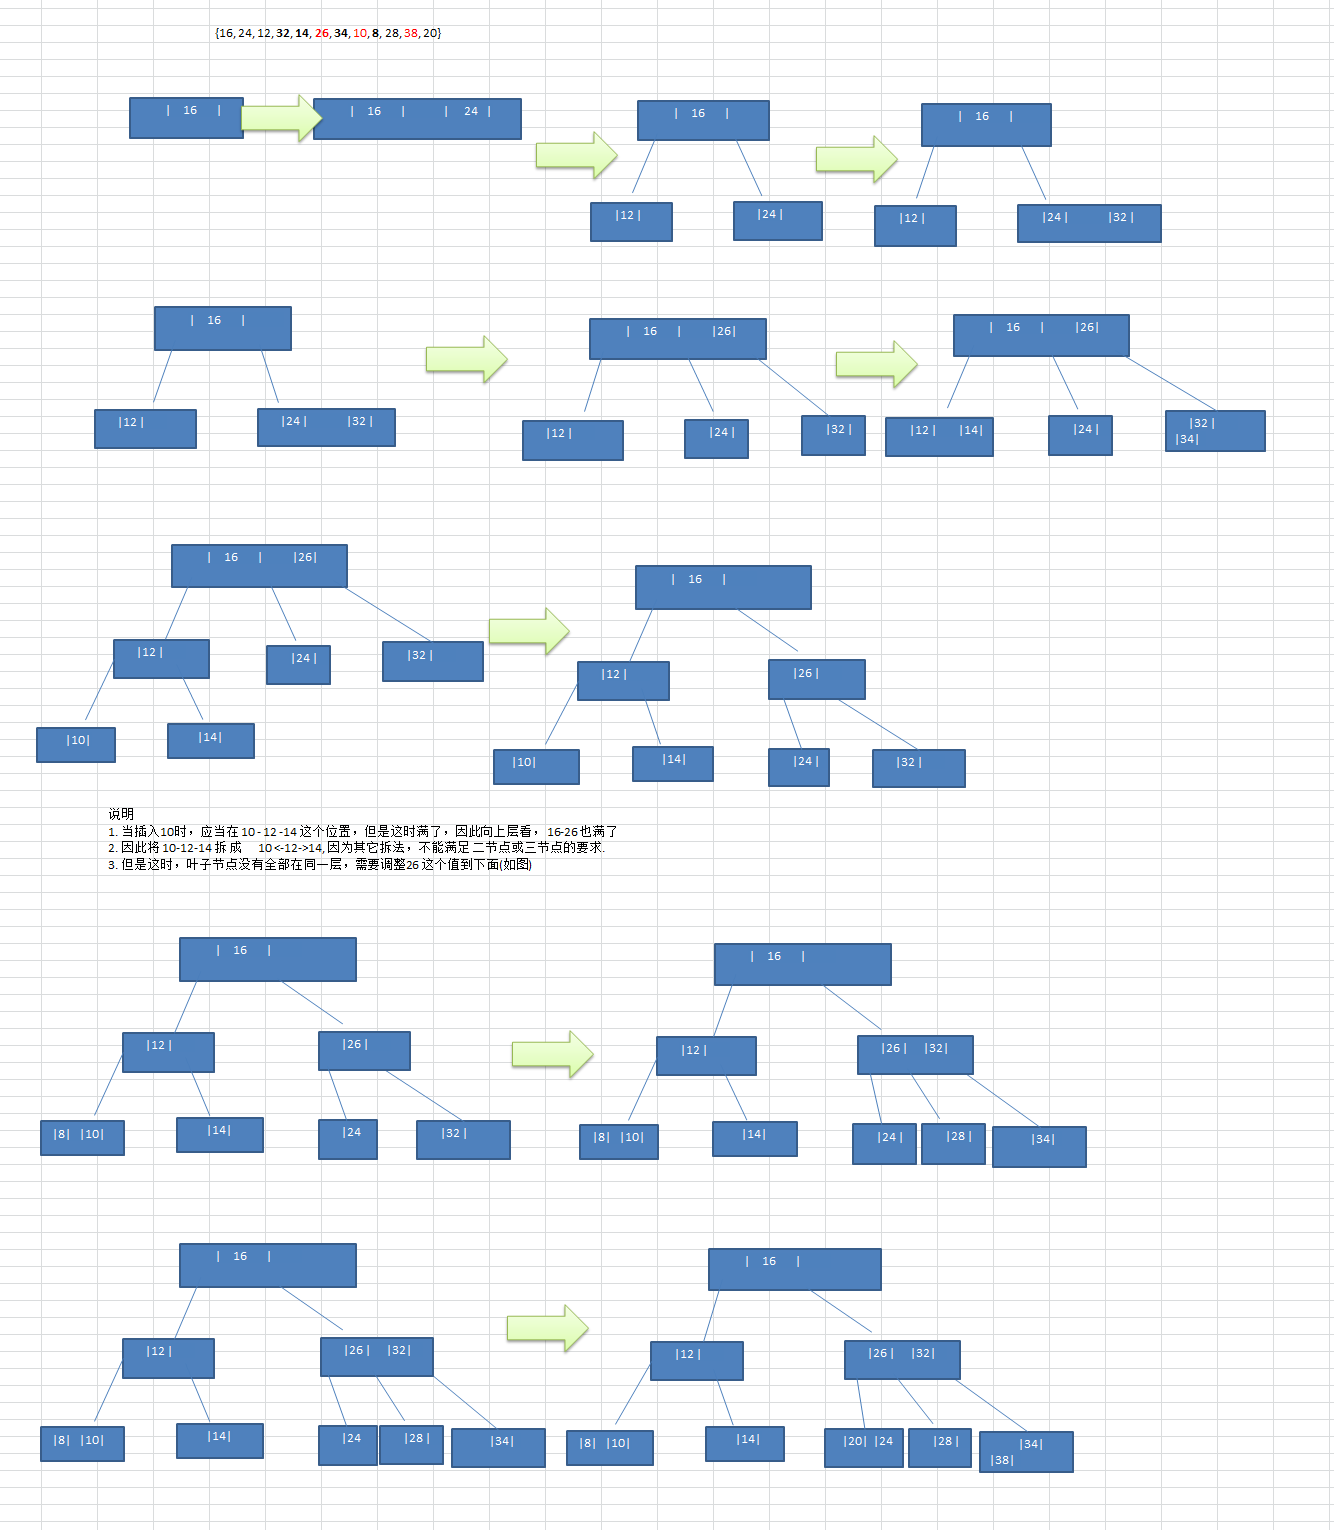 {16, 24, 12, 32, 14, 26, 34, 10, 8, 28, 38, 20}
| 16 |
| 16 | | 24 |
| 16 |
| 16 |
|12 |
|24 |
|12 |
|24 | |32 |
| 16 |
| 16 | |26|
| 16 | |26|
|12 |
|24 | |32 |
|12 |
|24 |
|32 |
|12 | |14|
|24 |
|32 |
|34|
| 16 | |26|
| 16 |
|12 |
|24 |
|32 |
|12 |
|26 |
|10|
|14|
|10|
|14|
|24 |
|32 |
说明
1. 当插入10时，应当在 10 - 12 -14 这个位置，但是这时满了，因此向上层看，16-26 也满了
2. 因此将 10-12-14 拆 成 10 <-12->14, 因为其它拆法，不能满足 二节点或三节点的要求.
3. 但是这时，叶子节点没有全部在同一层，需要调整26 这个值到下面(如图)
| 16 |
| 16 |
|12 |
|26 |
|12 |
|26 | |32|
|8| |10|
|14|
|24
|32 |
|8| |10|
|14|
|24 |
|28 |
|34|
| 16 |
| 16 |
|12 |
|26 | |32|
|12 |
|26 | |32|
|8| |10|
|14|
|24
|28 |
|34|
|8| |10|
|14|
|20| |24
|28 |
|34|
|38|